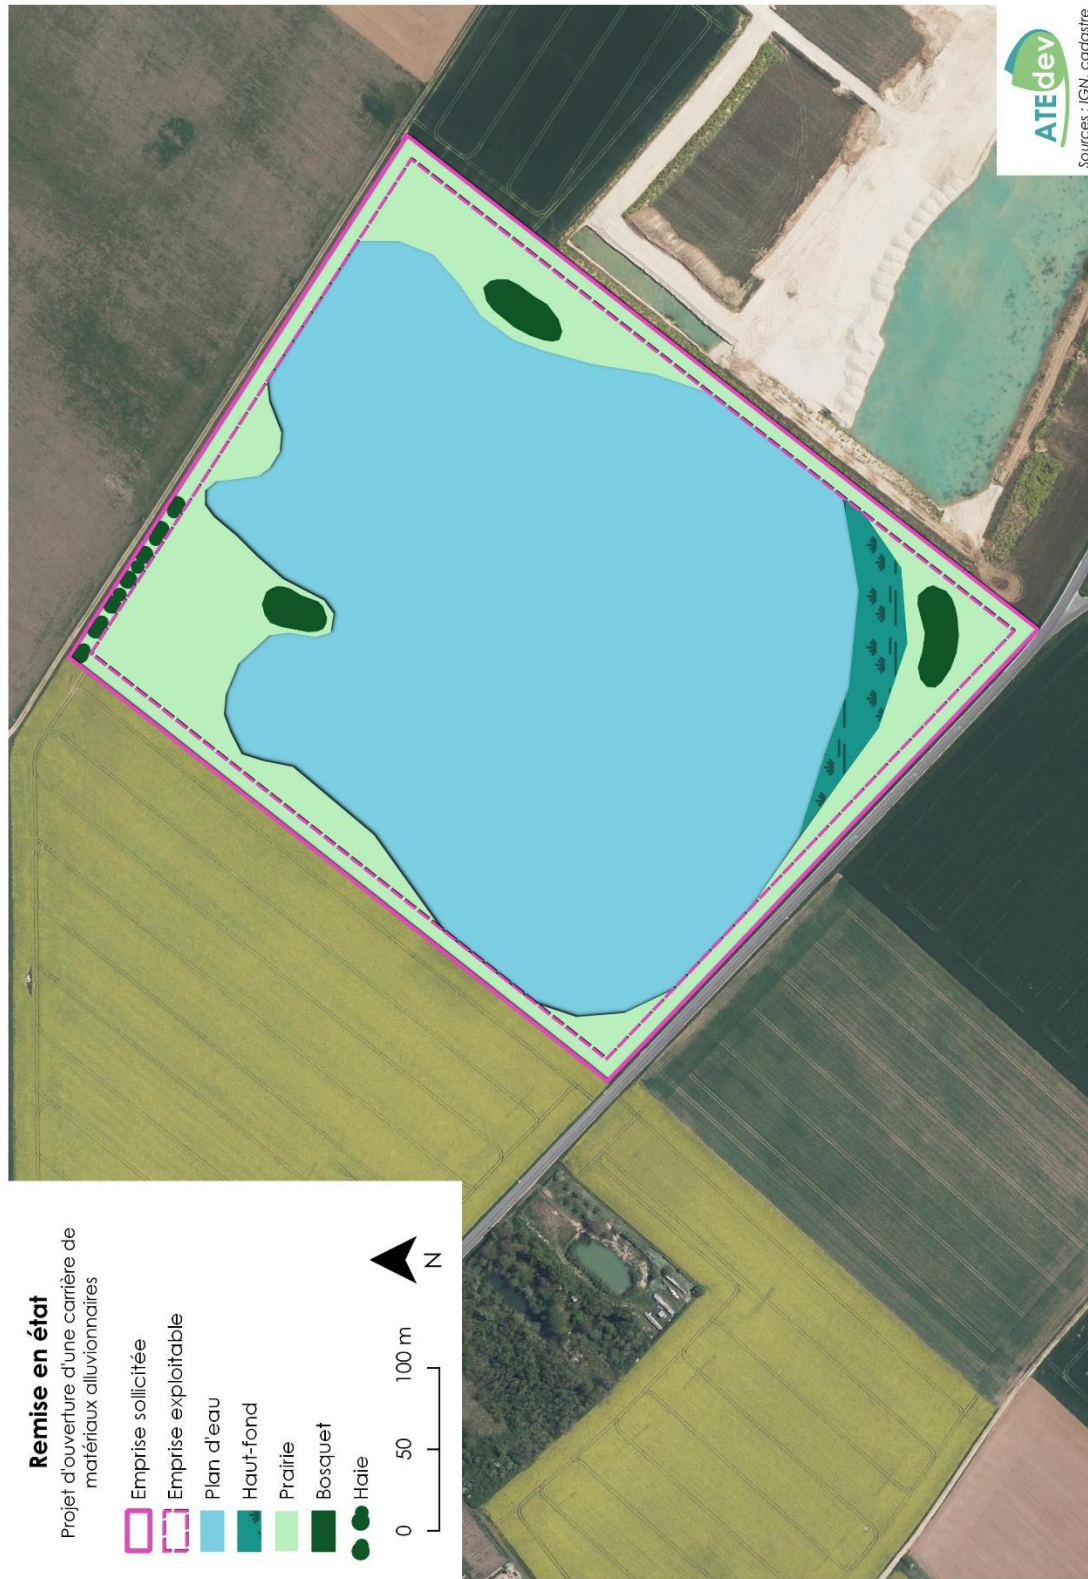 Remise en état
Projet d'ouverture d'une carrière de
matériaux alluvionnaires
Emprise sollicitée
Emprise exploitable
Plan d'eau
Haut-fond
Prairie
Bosquet
Haie
0 50 100 m
N
ATEdev
Sources : IGN, cadastre